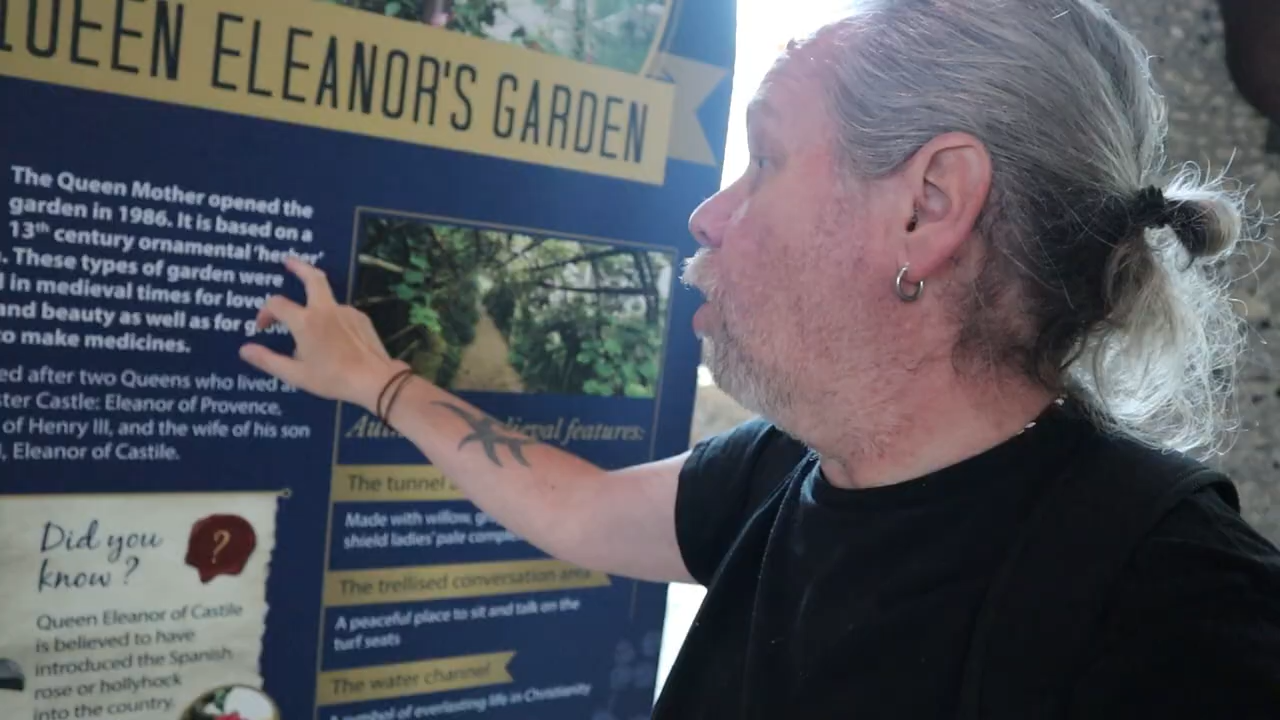 QUEEN ELEANOR'S GARDEN
The Queen Mother opened the
garden in 1986. It is based on a
13th century ornamental 'herber'
. These types of garden were
in medieval times for love
and beauty as well as for grow
to make medicines.
ed after two Queens who lived at
ster Castle: Eleanor of Provence,
of Henry III, and the wife of his son
, Eleanor of Castile.
Did you
know ?
?
Queen Eleanor of Castile
is believed to have
introduced the Spanish
rose or hollyhock
into the country.
medieval features:
The tunnel
Made with willow,
shield ladies' pale
The trellised conversation area
A peaceful place to sit and talk on the
turf seats
The water channel
A symbol of everlasting life in Christianity